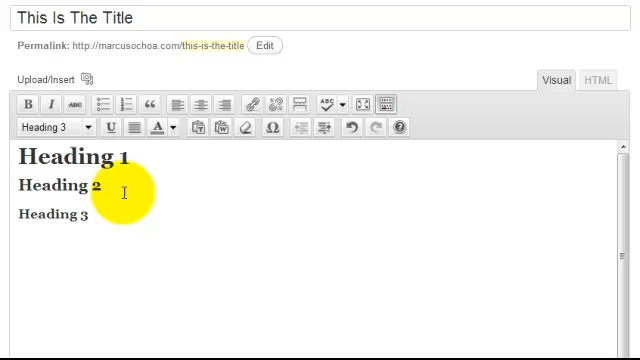 This Is The Title
Permalink: http://marcusochoa.com/this-is-the-title Edit
Upload/Insert Visual HTML
B I ABC ABC
Heading 3 U A
Heading 1
Heading 2
Heading 3